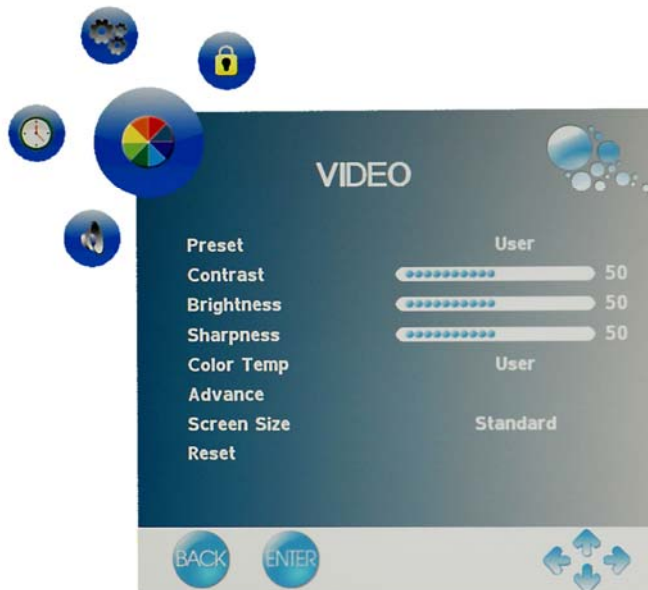 VIDEO
Preset User
Contrast 50
Brightness 50
Sharpness 50
Color Temp User
Advance
Screen Size Standard
Reset
BACK ENTER